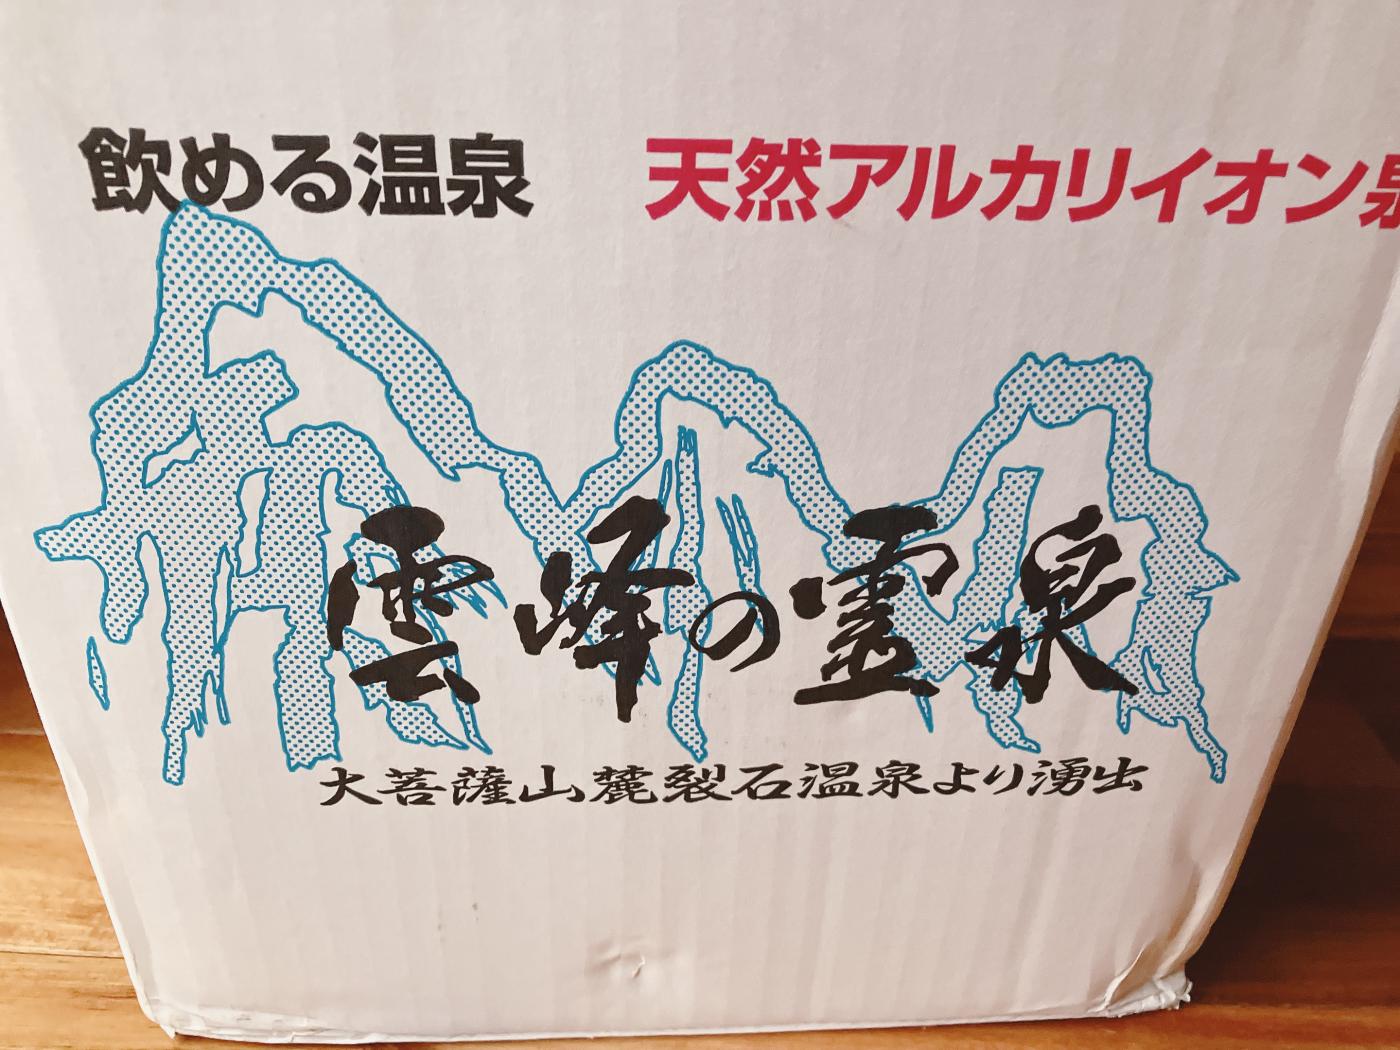 飲める温泉
天然アルカリイオン泉
雲峰の霊泉
大菩薩山麓裂石温泉より湧出